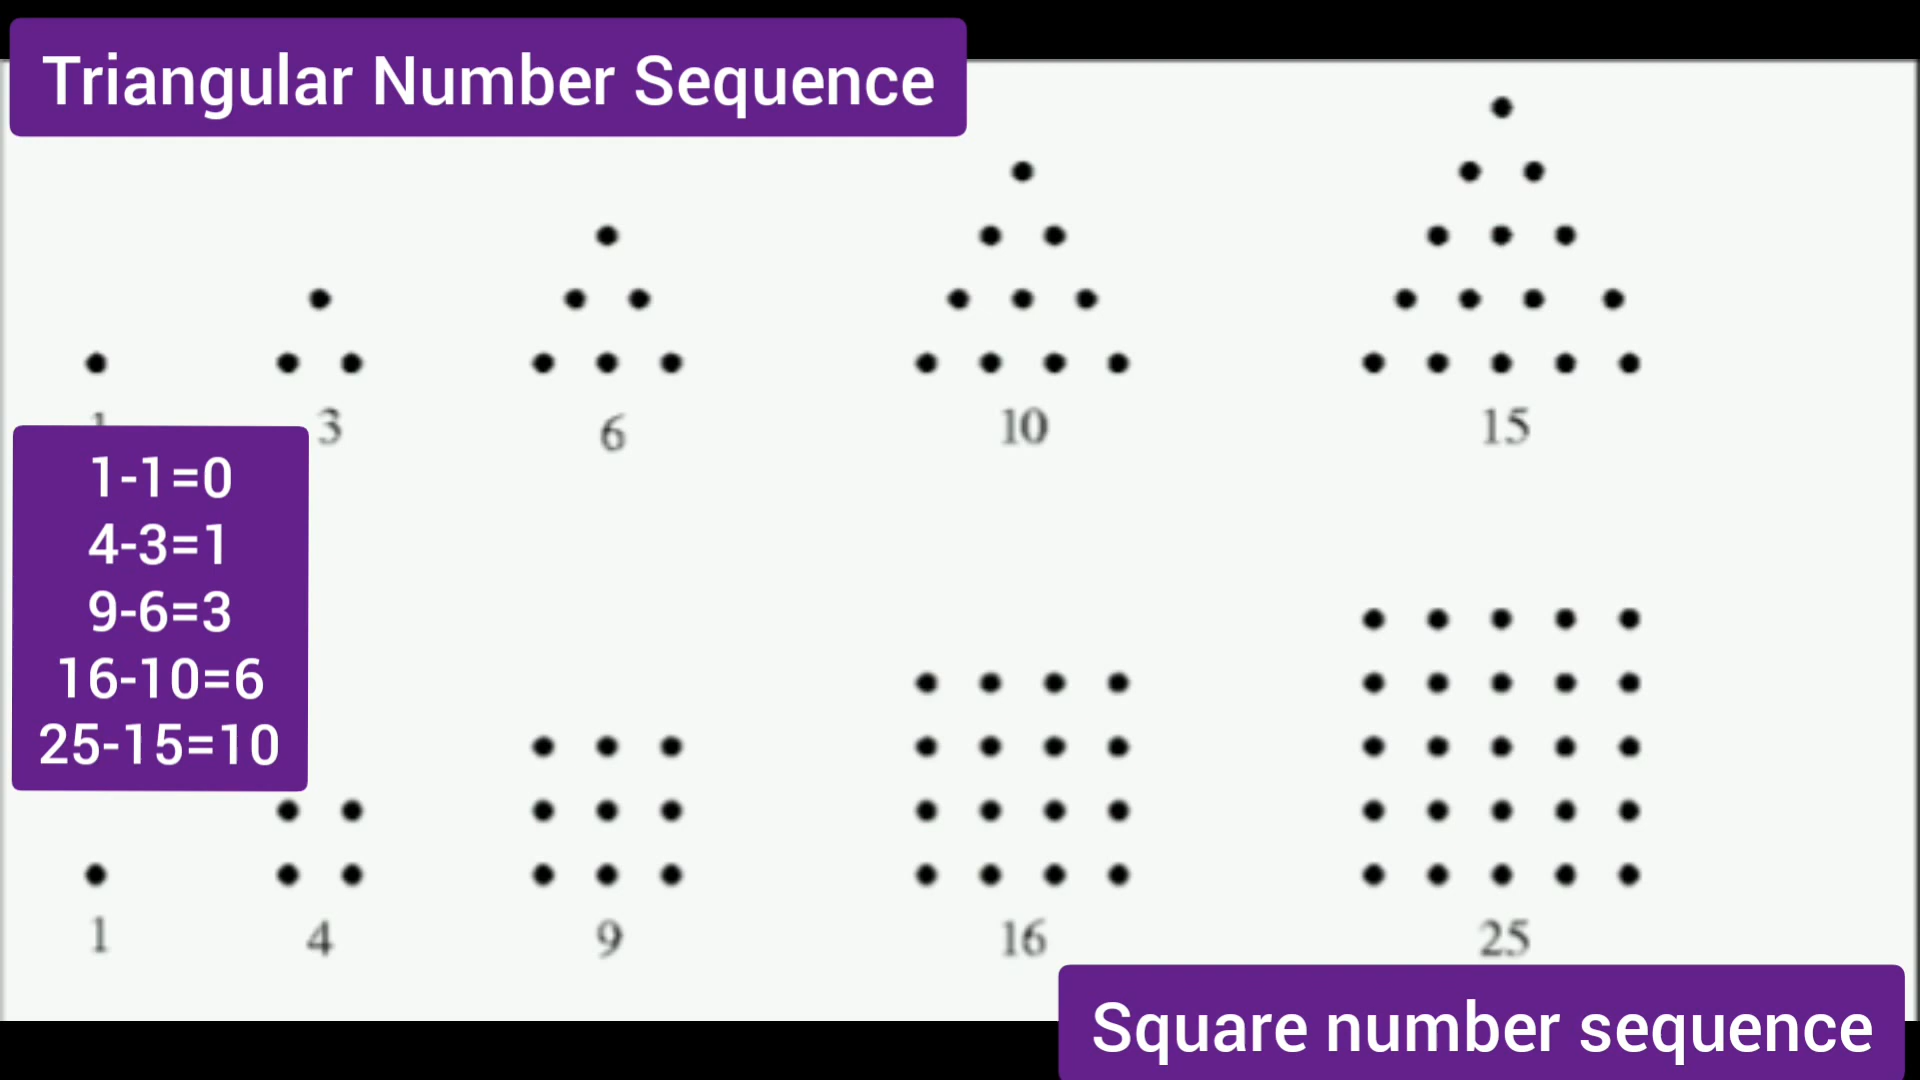 Triangular Number Sequence
1 3 6 10 15
1-1=0
4-3=1
9-6=3
16-10=6
25-15=10
1 4 9 16 25
Square number sequence